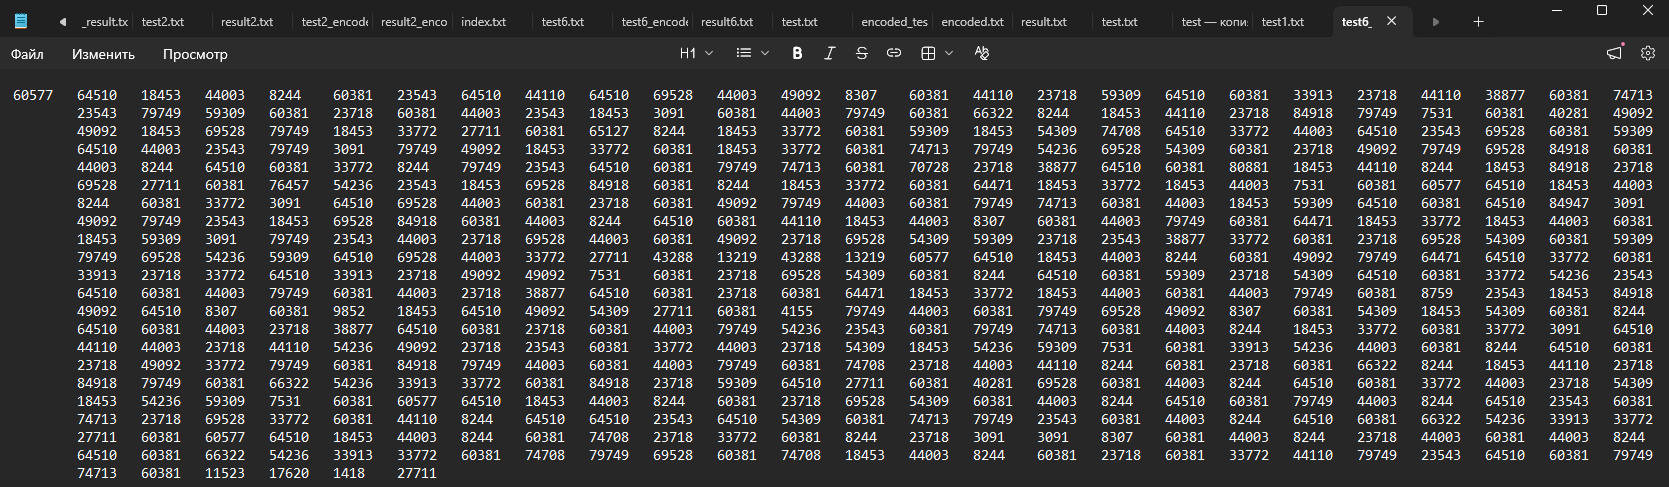 _result.tx test2.txt result2.txt test2_encode result2_enco index.txt test6.txt test6_encode result6.txt test.txt encoded_tes encoded.txt result.txt test.txt test — копи test1.txt test6_
Файл Изменить Просмотр H1 B I S
60577 64510 18453 44003 8244 60381 23543 64510 44110 64510 69528 44003 49092 8307 60381 44110 23718 59309 64510 60381 33913 23718 44110 38877 60381 74713
23543 79749 59309 60381 23718 60381 44003 23543 18453 3091 60381 44003 79749 60381 66322 8244 18453 44110 23718 84918 79749 7531 60381 40281 49092
49092 18453 69528 79749 18453 33772 27711 60381 65127 8244 18453 33772 60381 59309 18453 54309 74708 64510 33772 44003 64510 23543 69528 60381 59309
64510 44003 23543 79749 3091 79749 49092 18453 33772 60381 18453 33772 60381 74713 79749 54236 69528 54309 60381 23718 49092 79749 69528 84918 60381
44003 8244 64510 60381 33772 8244 79749 23543 64510 60381 79749 74713 60381 70728 23718 38877 64510 60381 80881 18453 44110 8244 18453 84918 23718
69528 27711 60381 76457 54236 23543 18453 69528 84918 60381 8244 18453 33772 60381 64471 18453 33772 18453 44003 7531 60381 60577 64510 18453 44003
8244 60381 33772 3091 64510 69528 44003 60381 23718 60381 49092 79749 44003 60381 79749 74713 60381 44003 18453 59309 64510 60381 64510 84947 3091
49092 79749 23543 18453 69528 84918 60381 44003 8244 64510 60381 44110 18453 44003 8307 60381 44003 79749 60381 64471 18453 33772 18453 44003 60381
18453 59309 3091 79749 23543 44003 23718 69528 44003 60381 49092 23718 69528 54309 59309 23718 23543 38877 33772 60381 23718 69528 54309 60381 59309
79749 69528 54236 59309 64510 69528 44003 33772 27711 43288 13219 43288 13219 60577 64510 18453 44003 8244 60381 49092 79749 64471 64510 33772 60381
33913 23718 33772 64510 33913 23718 49092 49092 7531 60381 23718 69528 54309 60381 8244 64510 60381 59309 23718 54309 64510 60381 33772 54236 23543
64510 60381 44003 79749 60381 44003 23718 38877 64510 60381 23718 60381 64471 18453 33772 18453 44003 60381 44003 79749 60381 8759 23543 18453 84918
49092 64510 8307 60381 9852 18453 64510 49092 54309 27711 60381 4155 79749 44003 60381 79749 69528 49092 8307 60381 54309 18453 54309 60381 8244
64510 60381 44003 23718 38877 64510 60381 23718 60381 44003 79749 54236 23543 60381 79749 74713 60381 44003 8244 18453 33772 60381 33772 3091 64510
44110 44003 23718 44110 54236 49092 23718 23543 60381 33772 44003 23718 54309 18453 54236 59309 7531 60381 33913 54236 44003 60381 8244 64510 60381
23718 49092 33772 79749 60381 84918 79749 44003 60381 44003 79749 60381 74708 23718 44003 44110 8244 60381 23718 60381 66322 8244 18453 44110 23718
84918 79749 60381 66322 54236 33913 33772 60381 84918 23718 59309 64510 27711 60381 40281 69528 60381 44003 8244 64510 60381 33772 44003 23718 54309
18453 54236 59309 7531 60381 60577 64510 18453 44003 8244 60381 23718 69528 54309 60381 44003 8244 64510 60381 79749 44003 8244 64510 23543 60381
74713 23718 69528 33772 60381 44110 8244 64510 64510 23543 64510 54309 60381 74713 79749 23543 60381 44003 8244 64510 60381 66322 54236 33913 33772
27711 60381 60577 64510 18453 44003 8244 60381 74708 23718 33772 60381 8244 23718 3091 3091 8307 60381 44003 8244 23718 44003 60381 44003 8244
64510 60381 66322 54236 33913 33772 60381 74708 79749 69528 60381 74708 18453 44003 8244 60381 23718 60381 33772 44110 79749 23543 64510 60381 79749
74713 60381 11523 17620 1418 27711